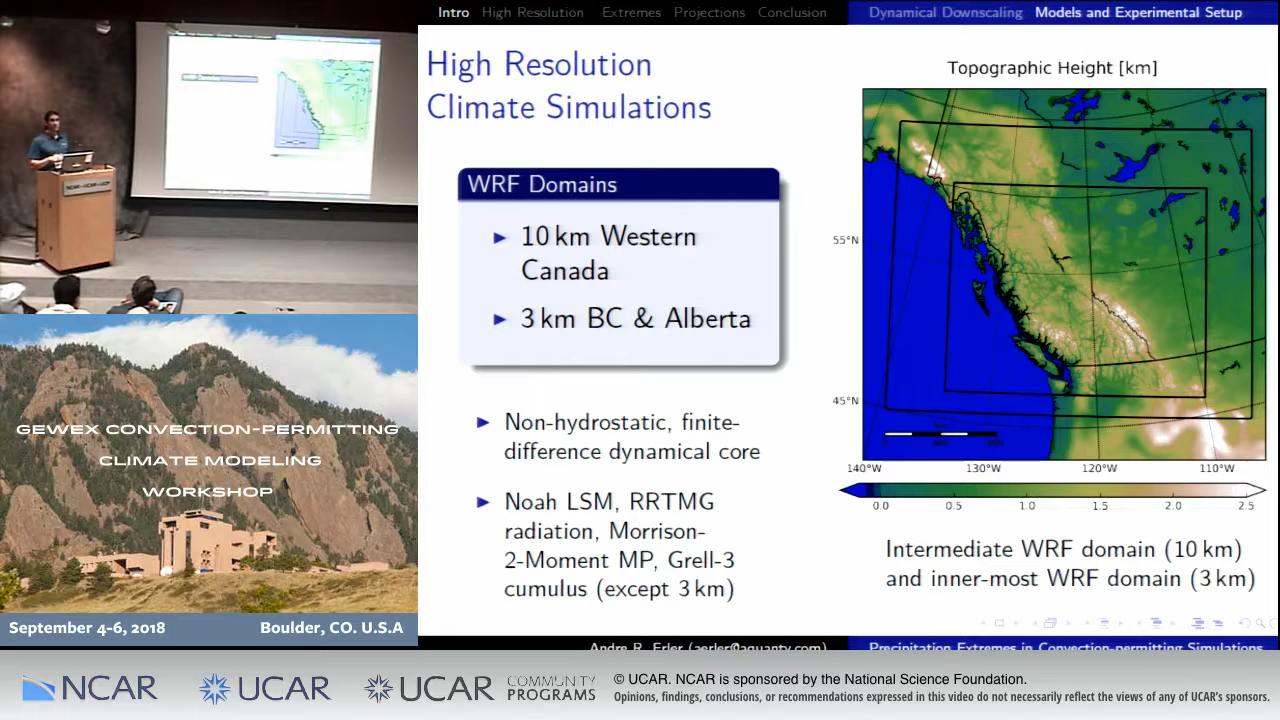 Intro High Resolution Extremes Projections Conclusion
Dynamical Downscaling Models and Experimental Setup
High Resolution
Climate Simulations
WRF Domains
10 km Western
Canada
3 km BC & Alberta
Non-hydrostatic, finite-
difference dynamical core
Noah LSM, RRTMG
radiation, Morrison-
2-Moment MP, Grell-3
cumulus (except 3 km)
Topographic Height [km]
55°N
45°N
140°W 130°W 120°W 110°W
0.0 0.5 1.0 1.5 2.0 2.5
Intermediate WRF domain (10 km)
and inner-most WRF domain (3 km)
Andre R. Erler (aerler@aquanty.com)
Precipitation Extremes in Convection-permitting Simulations
NCAR-UCAR-UOP
GEWEX CONVECTION-PERMITTING
CLIMATE MODELING
WORKSHOP
September 4-6, 2018
Boulder, CO. U.S.A
NCAR
UCAR
UCAR
COMMUNITY
PROGRAMS
© UCAR. NCAR is sponsored by the National Science Foundation.
Opinions, findings, conclusions, or recommendations expressed in this video do not necessarily reflect the views of any of UCAR's sponsors.